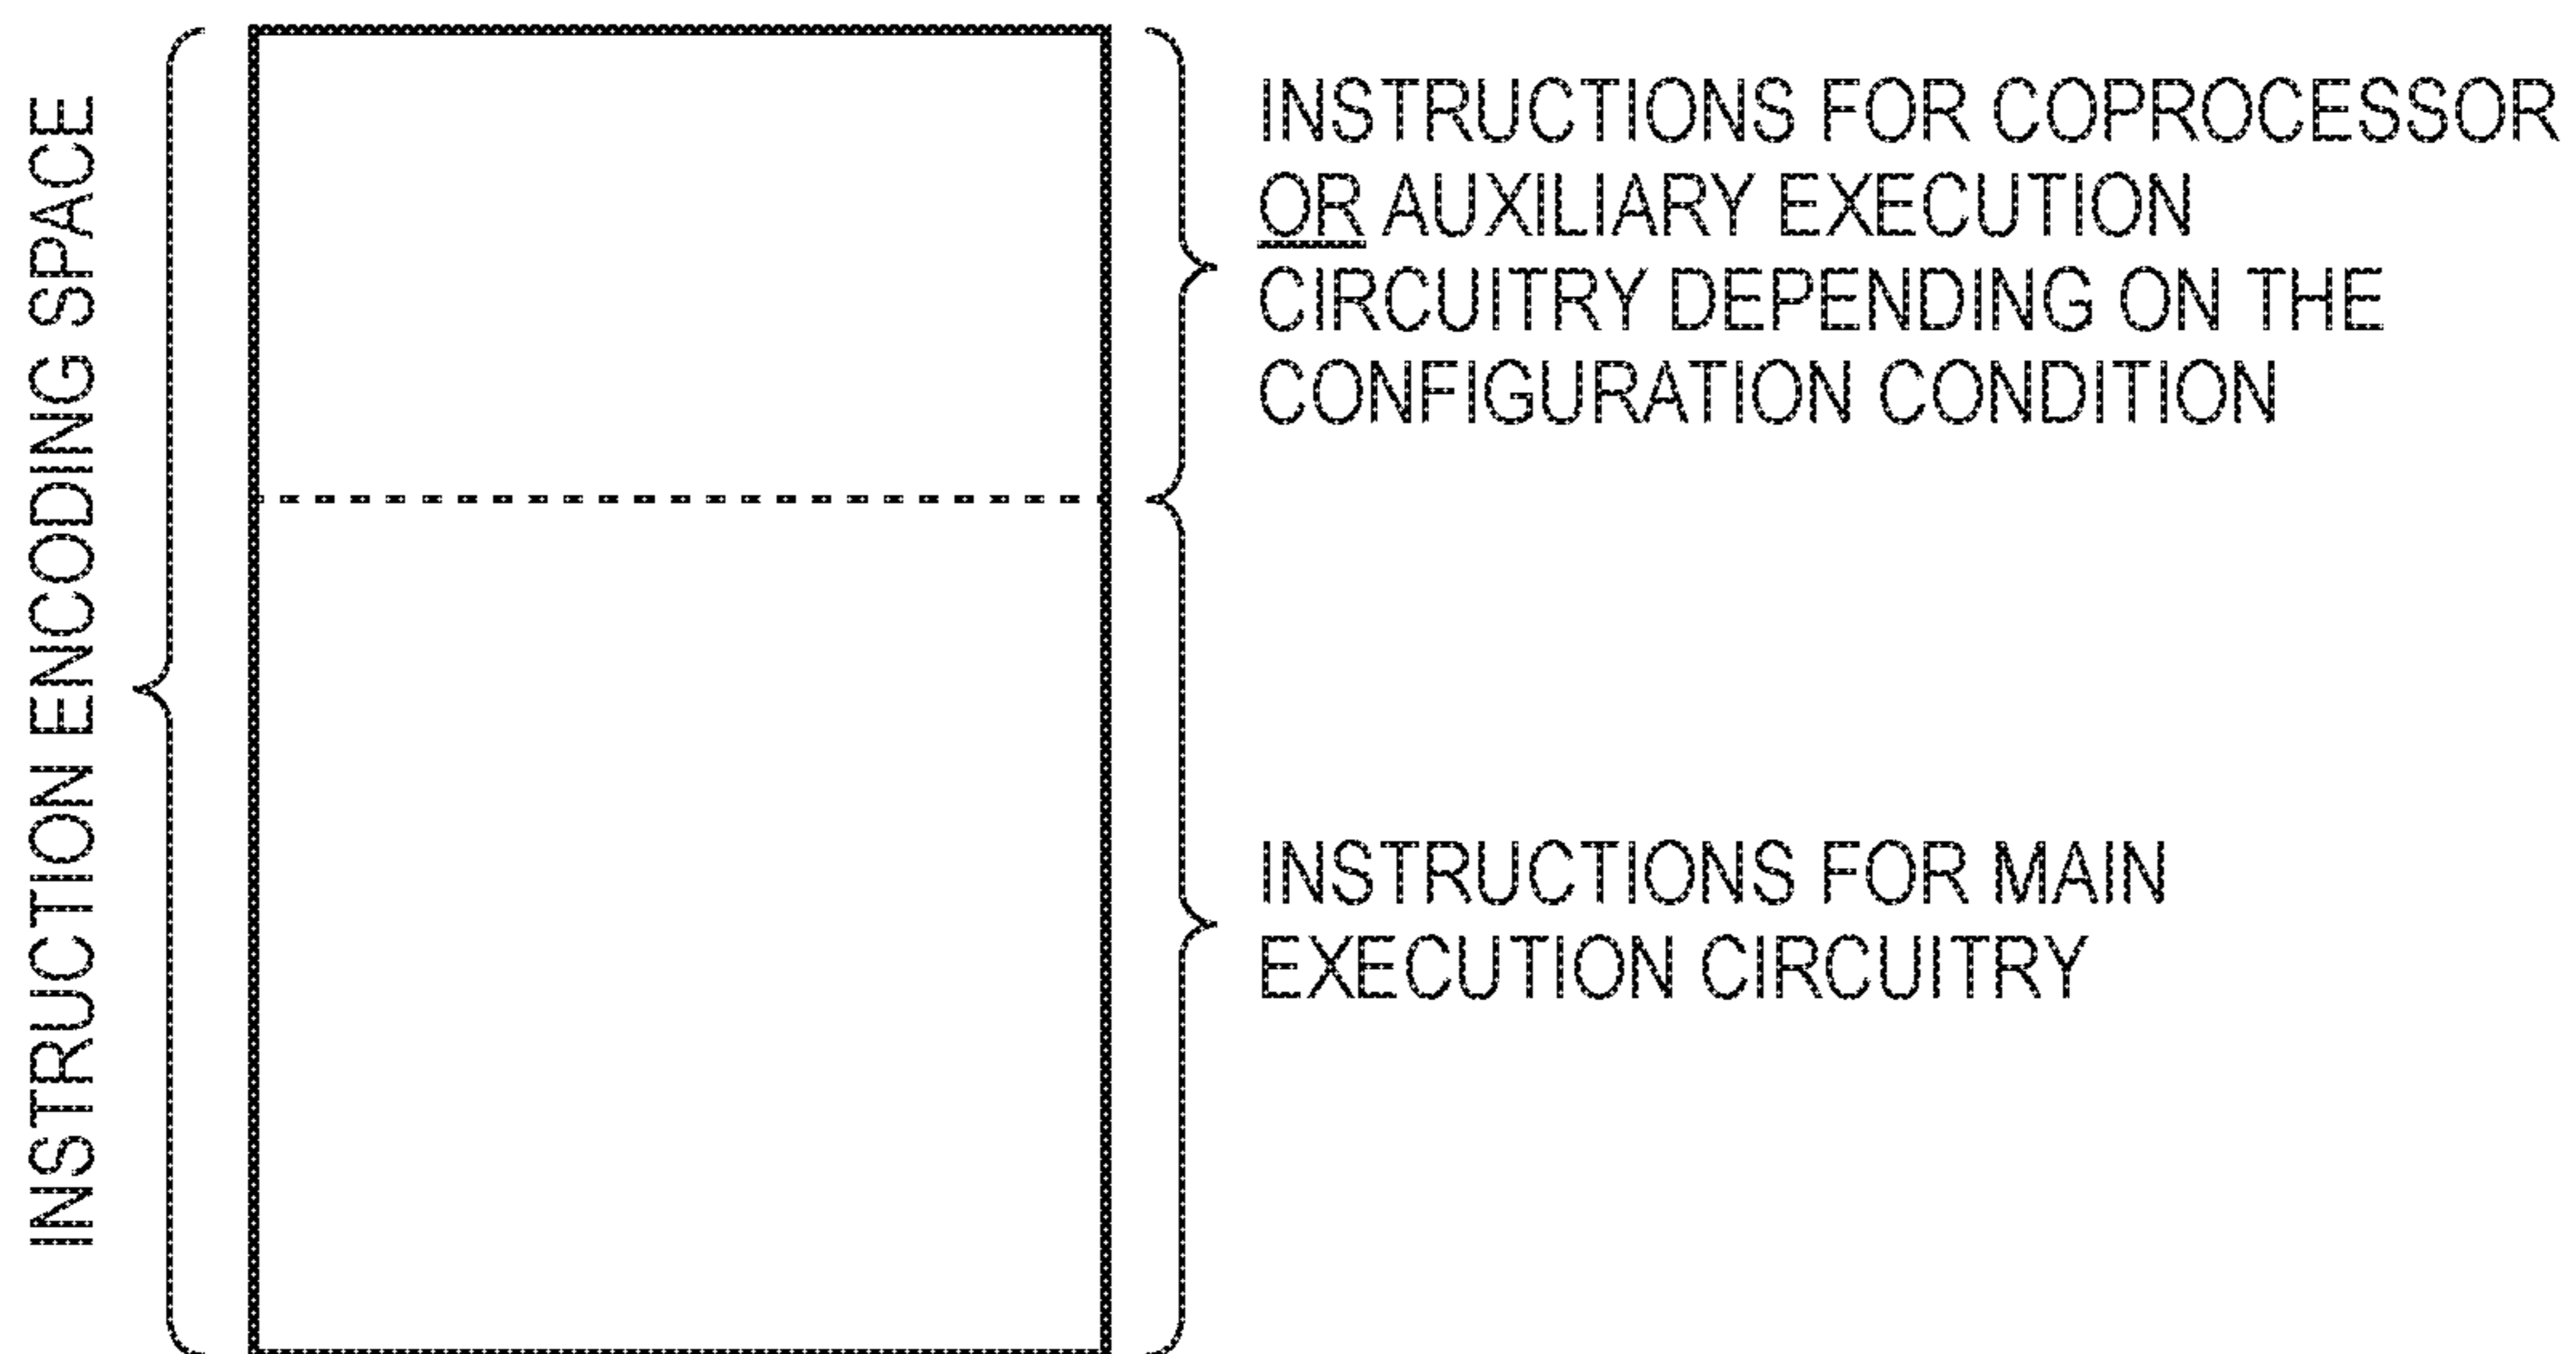 INSTRUCTION ENCODING SPACE
INSTRUCTIONS FOR COPROCESSOR
OR AUXILIARY EXECUTION
CIRCUITRY DEPENDING ON THE
CONFIGURATION CONDITION
INSTRUCTIONS FOR MAIN
EXECUTION CIRCUITRY